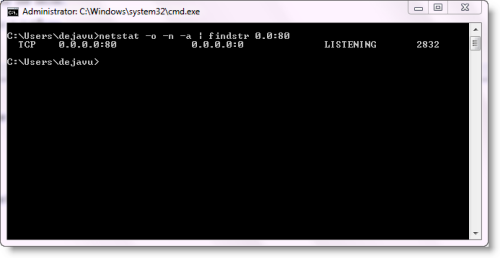 Administrator: C:\Windows\system32\cmd.exe
C:\Users\dejavu>netstat -o -n -a | findstr 0.0:80
TCP 0.0.0.0:80 0.0.0.0:0 LISTENING 2832
C:\Users\dejavu>